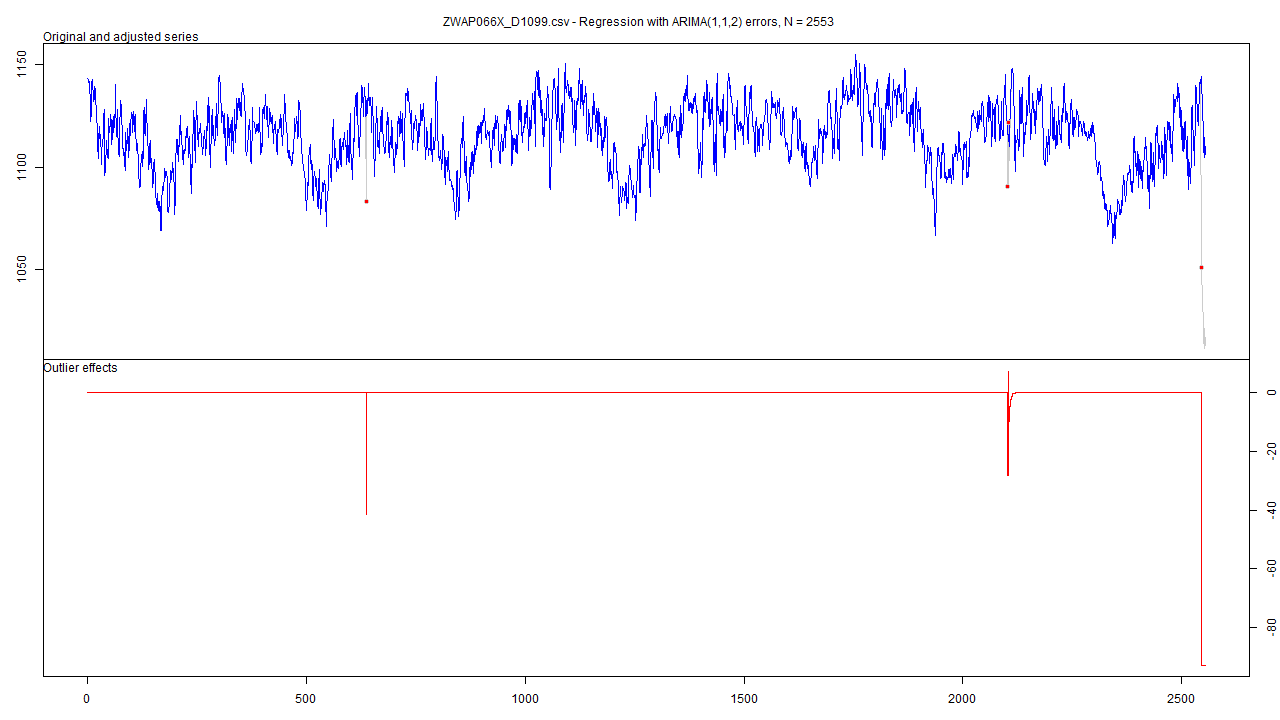 ZWAP066X_D1099.csv - Regression with ARIMA(1,1,2) errors, N = 2553
Original and adjusted series
1150
1100
1050
Outlier effects
0
-20
-40
-60
-80
0 500 1000 1500 2000 2500